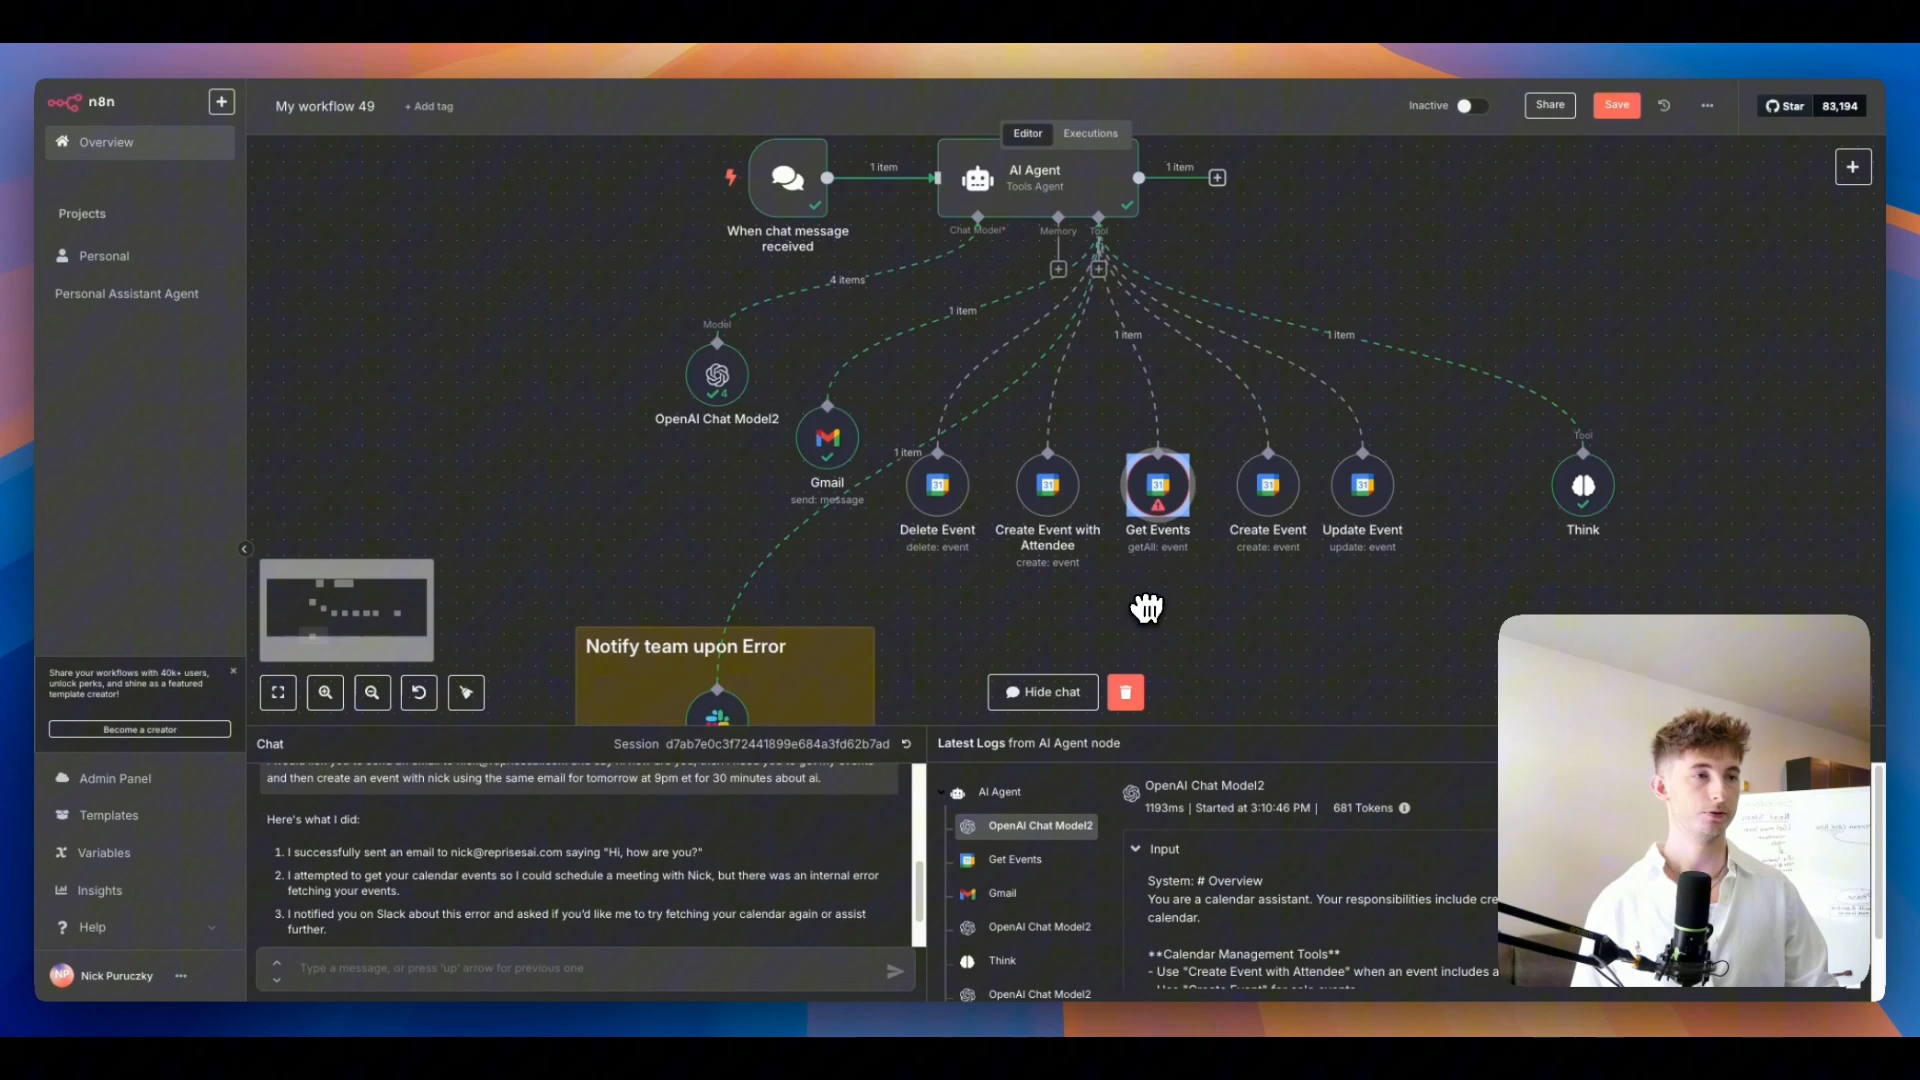 n8n
My workflow 49
+ Add tag
Inactive
Share
Save
Star
83,194
Overview
Editor
Executions
1 item
1 item
AI Agent
Tools Agent
Projects
Chat Model*
Memory
Tool
When chat message
received
Personal
4 items
Personal Assistant Agent
1 item
Model
1 item
1 item
OpenAI Chat Model2
4
Tool
1 item
Gmail
send: message
31
31
31
31
31
Delete Event
delete: event
Create Event with
Attendee
create: event
Get Events
getAll: event
Create Event
create: event
Update Event
update: event
Think
Notify team upon Error
Share your workflows with 40k+ users,
unlock perks, and shine as a featured
template creator!
Become a creator
Hide chat
Chat
Session d7ab7e0c3f72441899e684a3fd62b7ad
Latest Logs from AI Agent node
and then create an event with nick using the same email for tomorrow at 9pm et for 30 minutes about ai.
Here's what I did:
1. I successfully sent an email to nick@reprisesai.com saying "Hi, how are you?"
2. I attempted to get your calendar events so I could schedule a meeting with Nick, but there was an internal error
fetching your events.
3. I notified you on Slack about this error and asked if you'd like me to try fetching your calendar again or assist
further.
Type a message, or press 'up' arrow for previous one
Admin Panel
Templates
Variables
Insights
Help
NP
Nick Puruczky
AI Agent
OpenAI Chat Model2
Get Events
Gmail
OpenAI Chat Model2
Think
OpenAI Chat Model2
OpenAI Chat Model2
1193ms | Started at 3:10:46 PM | 681 Tokens
Input
System: # Overview
You are a calendar assistant. Your responsibilities include cre
calendar.
**Calendar Management Tools**
- Use "Create Event with Attendee" when an event includes a